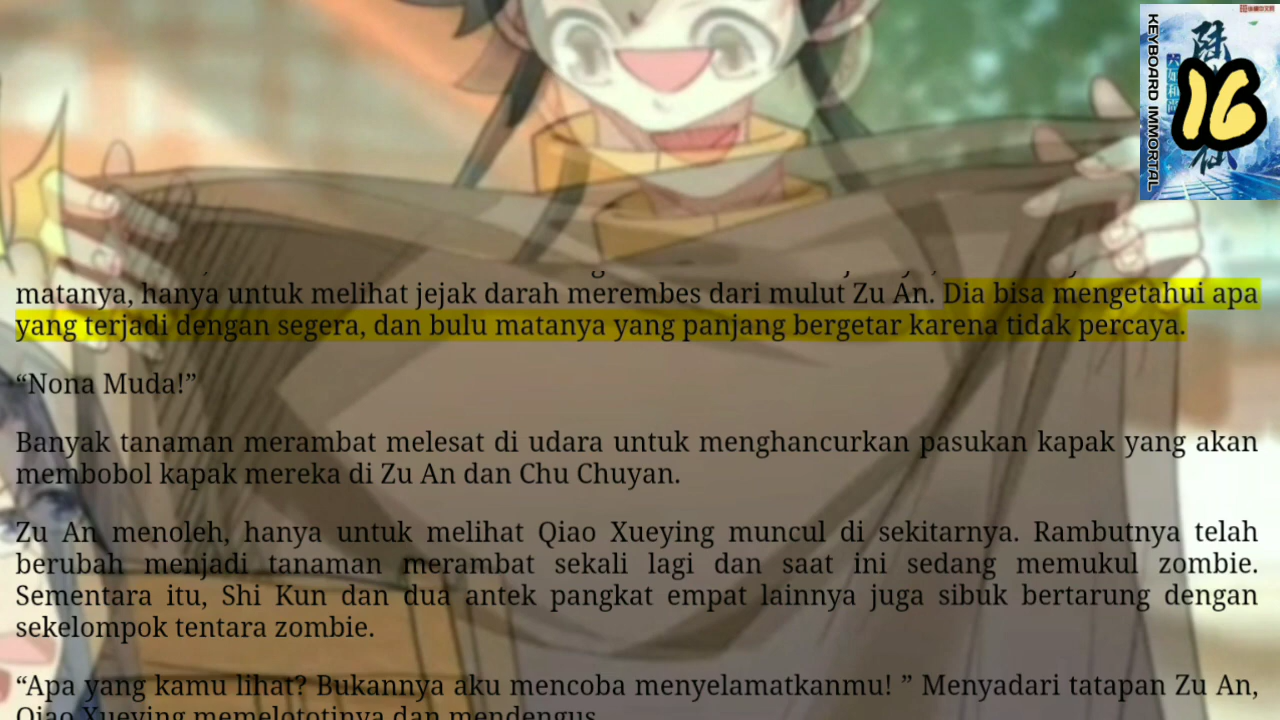 KEYBOARD IMMORTAL
16
matanya, hanya untuk melihat jejak darah merembes dari mulut Zu An. Dia bisa mengetahui apa
yang terjadi dengan segera, dan bulu matanya yang panjang bergetar karena tidak percaya.
“Nona Muda!”
Banyak tanaman merambat melesat di udara untuk menghancurkan pasukan kapak yang akan
membobol kapak mereka di Zu An dan Chu Chuyan.
Zu An menoleh, hanya untuk melihat Qiao Xueying muncul di sekitarnya. Rambutnya telah
berubah menjadi tanaman merambat sekali lagi dan saat ini sedang memukul zombie.
Sementara itu, Shi Kun dan dua antek pangkat empat lainnya juga sibuk bertarung dengan
sekelompok tentara zombie.
“Apa yang kamu lihat? Bukannya aku mencoba menyelamatkanmu! ” Menyadari tatapan Zu An,
Qiao Xueying memelototinya dan mendengus.